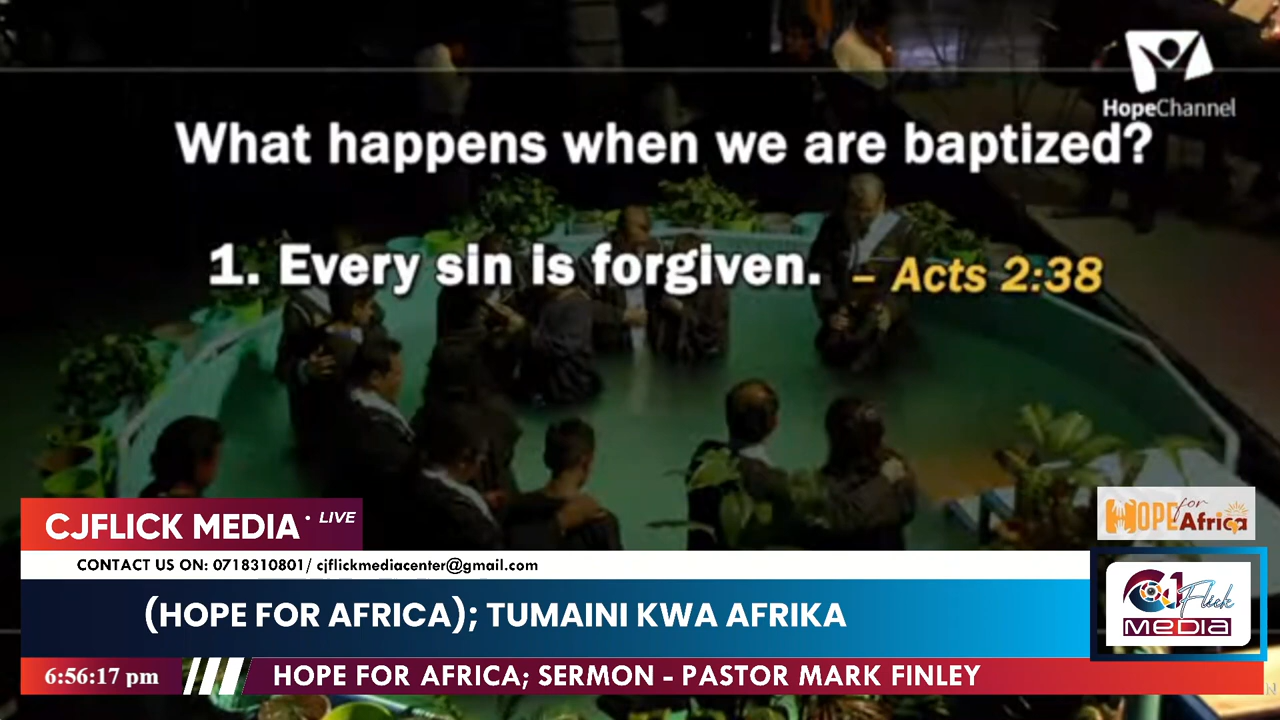 HopeChannel
What happens when we are baptized?
1. Every sin is forgiven. – Acts 2:38
CJFLICK MEDIA • LIVE
CONTACT US ON: 0718310801/ cjflickmediacenter@gmail.com
HOPE for Africa
(HOPE FOR AFRICA); TUMAINI KWA AFRIKA
Flick
MEDIA
6:56:17 pm
HOPE FOR AFRICA; SERMON - PASTOR MARK FINLEY